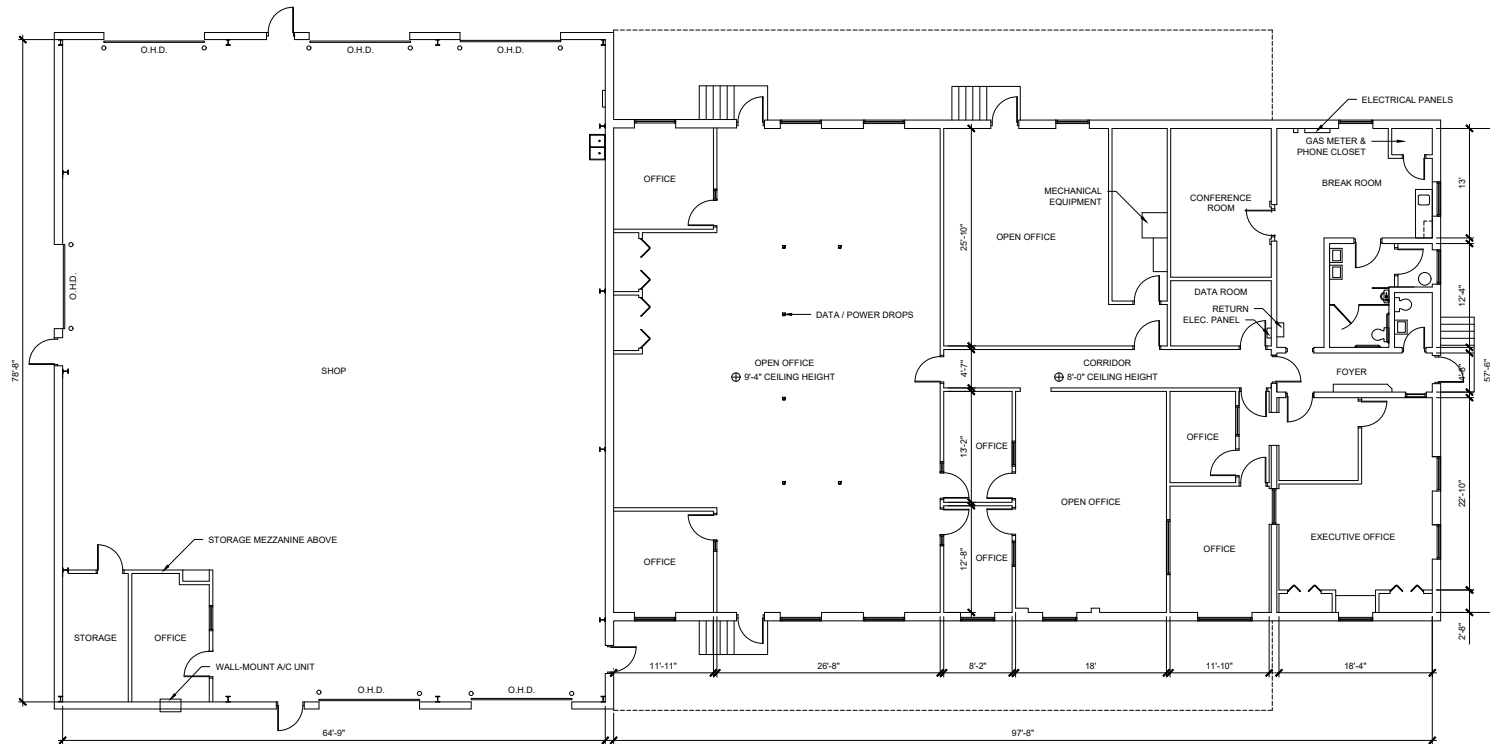 O.H.D.
O.H.D.
O.H.D.
ELECTRICAL PANELS
GAS METER &
PHONE CLOSET
OFFICE
BREAK ROOM
13'
MECHANICAL
EQUIPMENT
CONFERENCE
ROOM
25'-10"
OPEN OFFICE
O.H.D.
DATA ROOM
12'-4"
RETURN
ELEC. PANEL
DATA / POWER DROPS
78'-8"
SHOP
OPEN OFFICE
9'-4" CEILING HEIGHT
4'-7"
CORRIDOR
8'-0" CEILING HEIGHT
FOYER
4'-8"
57'-6"
13'-2"
OFFICE
OFFICE
22'-10"
OPEN OFFICE
STORAGE MEZZANINE ABOVE
OFFICE
12'-8"
OFFICE
OFFICE
EXECUTIVE OFFICE
STORAGE
OFFICE
2'-8"
WALL-MOUNT A/C UNIT
11'-11"
26'-8"
8'-2"
18'
11'-10"
18'-4"
O.H.D.
O.H.D.
64'-9"
97'-8"